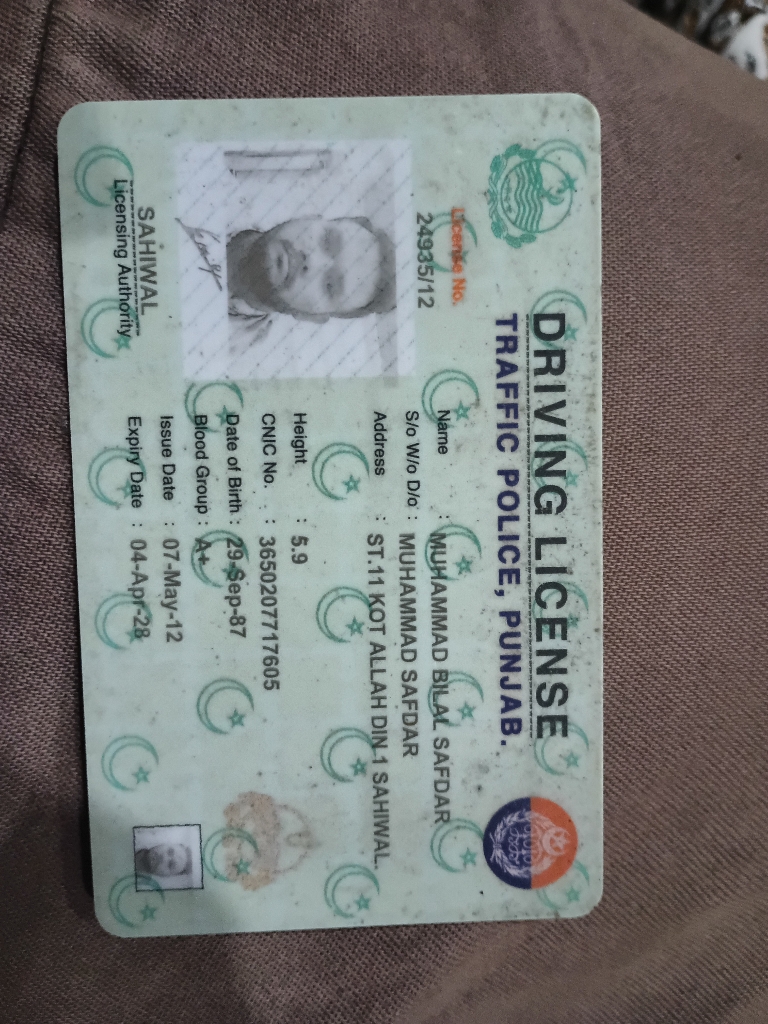 DRIVING LICENSE
TRAFFIC POLICE, PUNJAB.
License No.
24935/12
Name : MUHAMMAD BILAL SAFDAR
S/o W/o D/o : MUHAMMAD SAFDAR
Address : ST.11 KOT ALLAH DIN.1 SAHIWAL.
Height : 5.9
CNIC No. : 3650207717605
Date of Birth : 29-Sep-87
Blood Group : A+
Issue Date : 07-May-12
Expiry Date : 04-Apr-28
SAHIWAL
Licensing Authority